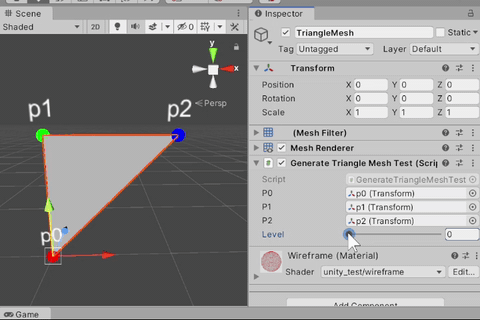 Scene
Shaded
2D
0
y
x
Persp
p1
p2
p0
Game
Inspector
TriangleMesh
Static
Tag Untagged Layer Default
Transform
Position X 0 Y 0 Z 0
Rotation X 0 Y 0 Z 0
Scale X 1 Y 1 Z 1
(Mesh Filter)
Mesh Renderer
Generate Triangle Mesh Test (Scri
Script GenerateTriangleMeshTest
P0 p0 (Transform)
P1 p1 (Transform)
P2 p2 (Transform)
Level 0
Wireframe (Material)
Shader unity_test/wireframe Edit...
Add Component